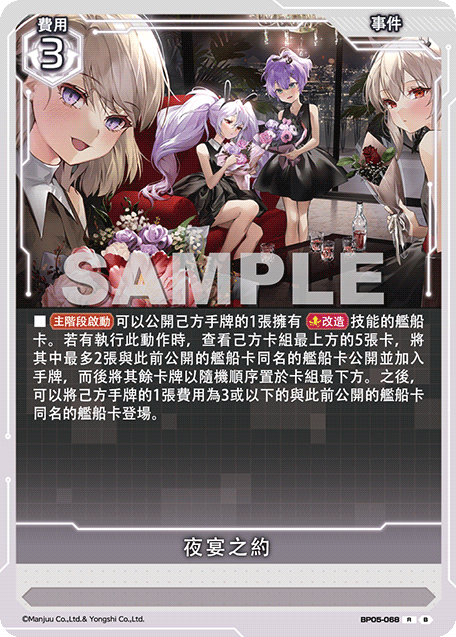 費用
3
事件
SAMPLE
■ 主階段啟動 可以公開己方手牌的1張擁有 改造 技能的艦船
卡。若有執行此動作時，查看己方卡組最上方的5張卡，將
其中最多2張與此前公開的艦船卡同名的艦船卡公開並加入
手牌，而後將其餘卡牌以隨機順序置於卡組最下方。之後，
可以將己方手牌的1張費用為3或以下的與此前公開的艦船卡
同名的艦船卡登場。
夜宴之約
©Manjuu Co.,Ltd.& Yongshi Co.,Ltd.
BP05-068 R B